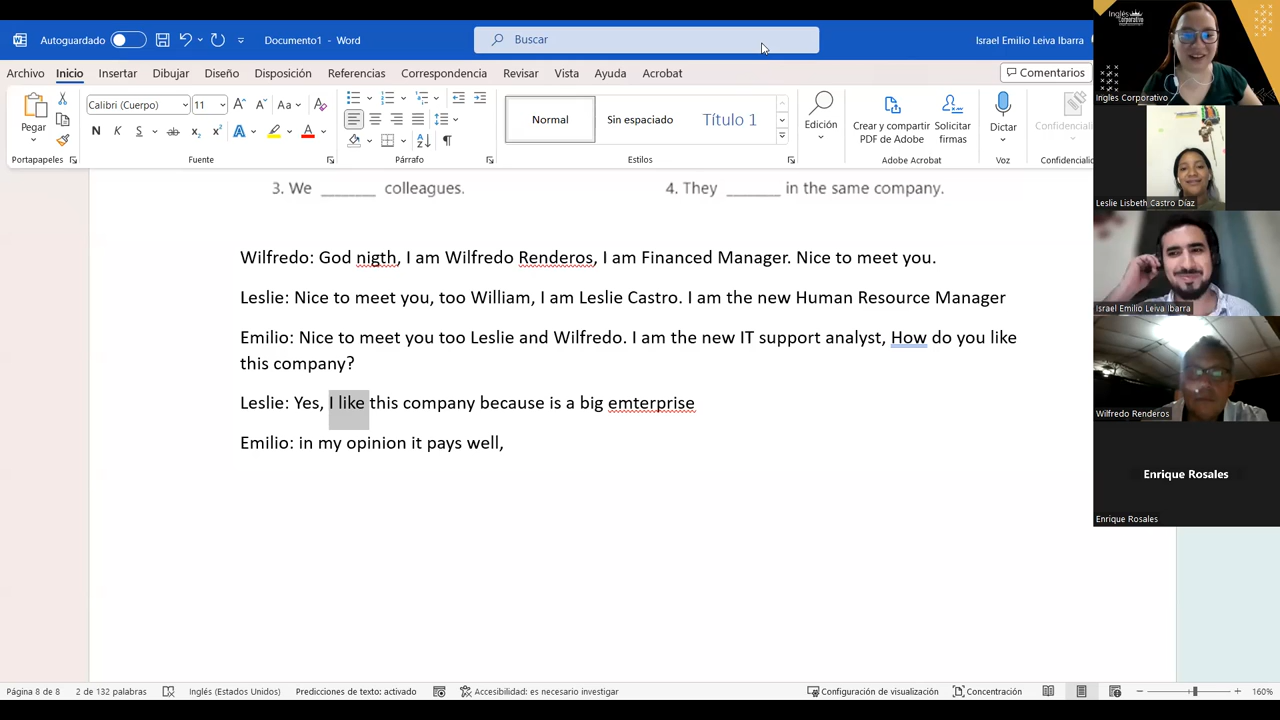 Autoguardado
Documento1 - Word
Buscar
Israel Emilio Leiva Ibarra
Archivo Inicio Insertar Dibujar Diseño Disposición Referencias Correspondencia Revisar Vista Ayuda Acrobat
Comentarios
Pegar
Calibri (Cuerpo) 11
Normal
Sin espaciado
Título 1
Edición
Crear y compartir
PDF de Adobe
Solicitar
firmas
Dictar
Confidencial
Portapapeles Fuente Párrafo Estilos Adobe Acrobat Voz Confidencial
3. We ______ colleagues.
4. They ______ in the same company.
Wilfredo: God nigth, I am Wilfredo Renderos, I am Financed Manager. Nice to meet you.
Leslie: Nice to meet you, too William, I am Leslie Castro. I am the new Human Resource Manager
Emilio: Nice to meet you too Leslie and Wilfredo. I am the new IT support analyst, How do you like
this company?
Leslie: Yes, I like this company because is a big emterprise
Emilio: in my opinion it pays well,
Inglés
Corporativo
Ingles Corporativo
Leslie Lisbeth Castro Díaz
Israel Emilio Leiva Ibarra
Wilfredo Renderos
Enrique Rosales
Enrique Rosales
Página 8 de 8 2 de 132 palabras Inglés (Estados Unidos) Predicciones de texto: activado Accesibilidad: es necesario investigar Configuración de visualización Concentración 160%